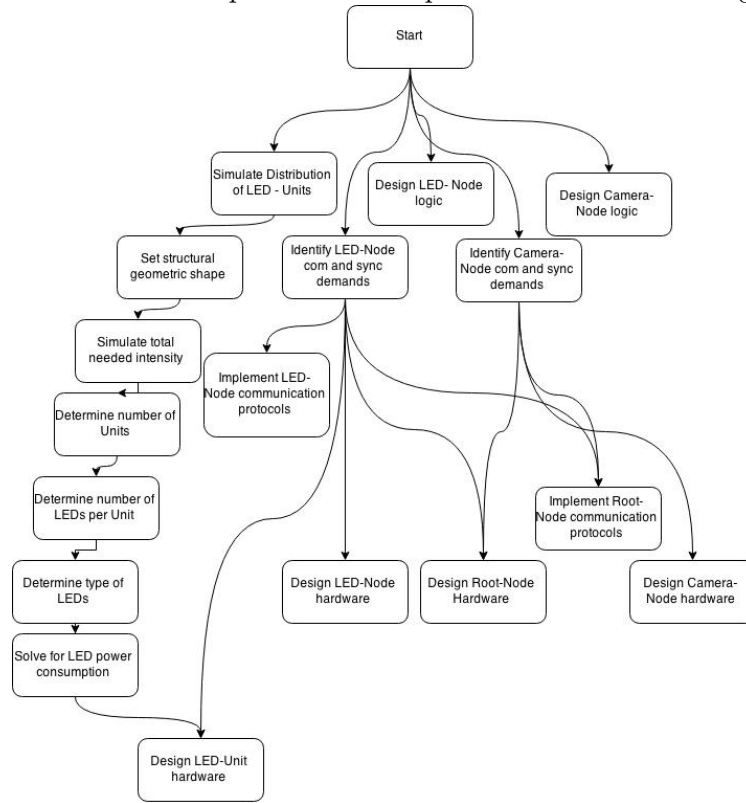 Start
Simulate Distribution
of LED - Units
Design LED- Node
logic
Design Camera-
Node logic
Set structural
geometric shape
Identify LED-Node
com and sync
demands
Identify Camera-
Node com and sync
demands
Simulate total
needed intensity
Implement LED-
Node communication
protocols
Determine number of
Units
Determine number of
LEDs per Unit
Implement Root-
Node communication
protocols
Determine type of
LEDs
Design LED-Node
hardware
Design Root-Node
Hardware
Design Camera-
Node hardware
Solve for LED power
consumption
Design LED-Unit
hardware